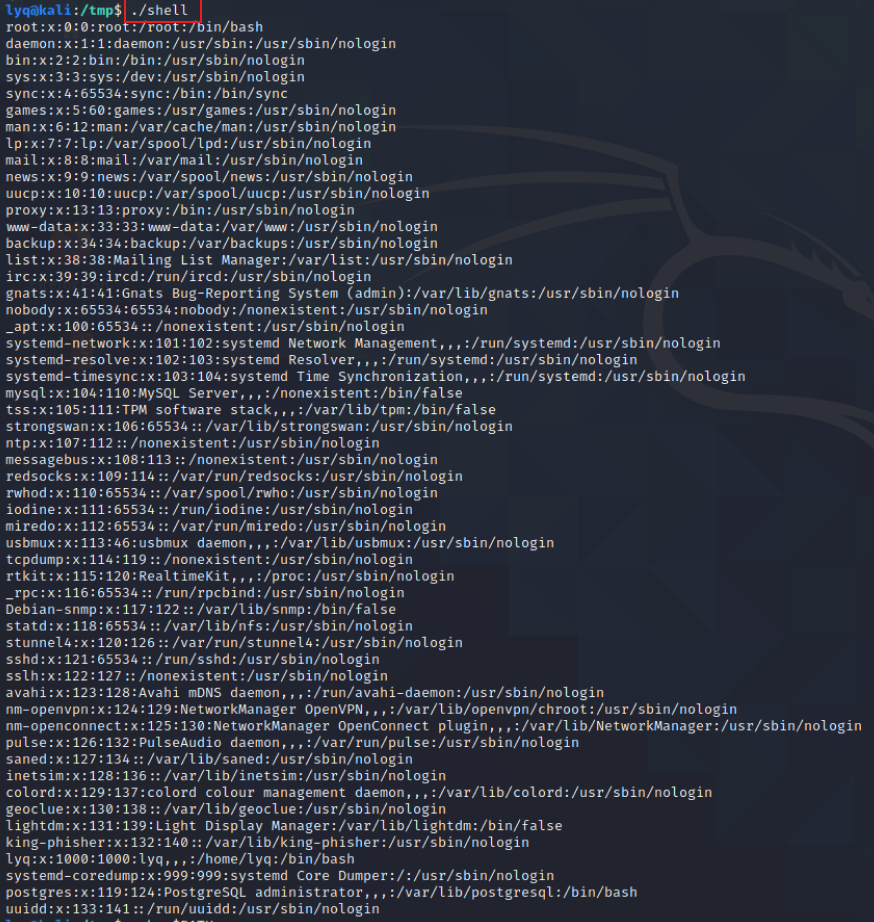 lyq@kali:/tmp$ ./shell
root:x:0:0:root:/root:/bin/bash
daemon:x:1:1:daemon:/usr/sbin:/usr/sbin/nologin
bin:x:2:2:bin:/bin:/usr/sbin/nologin
sys:x:3:3:sys:/dev:/usr/sbin/nologin
sync:x:4:65534:sync:/bin:/bin/sync
games:x:5:60:games:/usr/games:/usr/sbin/nologin
man:x:6:12:man:/var/cache/man:/usr/sbin/nologin
lp:x:7:7:lp:/var/spool/lpd:/usr/sbin/nologin
mail:x:8:8:mail:/var/mail:/usr/sbin/nologin
news:x:9:9:news:/var/spool/news:/usr/sbin/nologin
uucp:x:10:10:uucp:/var/spool/uucp:/usr/sbin/nologin
proxy:x:13:13:proxy:/bin:/usr/sbin/nologin
www-data:x:33:33:www-data:/var/www:/usr/sbin/nologin
backup:x:34:34:backup:/var/backups:/usr/sbin/nologin
list:x:38:38:Mailing List Manager:/var/list:/usr/sbin/nologin
irc:x:39:39:ircd:/run/ircd:/usr/sbin/nologin
gnats:x:41:41:Gnats Bug-Reporting System (admin):/var/lib/gnats:/usr/sbin/nologin
nobody:x:65534:65534:nobody:/nonexistent:/usr/sbin/nologin
_apt:x:100:65534::/nonexistent:/usr/sbin/nologin
systemd-network:x:101:102:systemd Network Management,,,:/run/systemd:/usr/sbin/nologin
systemd-resolve:x:102:103:systemd Resolver,,,:/run/systemd:/usr/sbin/nologin
systemd-timesync:x:103:104:systemd Time Synchronization,,,:/run/systemd:/usr/sbin/nologin
mysql:x:104:110:MySQL Server,,,:/nonexistent:/bin/false
tss:x:105:111:TPM software stack,,,:/var/lib/tpm:/bin/false
strongswan:x:106:65534::/var/lib/strongswan:/usr/sbin/nologin
ntp:x:107:112::/nonexistent:/usr/sbin/nologin
messagebus:x:108:113::/nonexistent:/usr/sbin/nologin
redsocks:x:109:114::/var/run/redsocks:/usr/sbin/nologin
rwhod:x:110:65534::/var/spool/rwho:/usr/sbin/nologin
iodine:x:111:65534::/run/iodine:/usr/sbin/nologin
miredo:x:112:65534::/var/run/miredo:/usr/sbin/nologin
usbmux:x:113:46:usbmux daemon,,,:/var/lib/usbmux:/usr/sbin/nologin
tcpdump:x:114:119::/nonexistent:/usr/sbin/nologin
rtkit:x:115:120:RealtimeKit,,,:/proc:/usr/sbin/nologin
_rpc:x:116:65534::/run/rpcbind:/usr/sbin/nologin
Debian-snmp:x:117:122::/var/lib/snmp:/bin/false
statd:x:118:65534::/var/lib/nfs:/usr/sbin/nologin
stunnel4:x:120:126::/var/run/stunnel4:/usr/sbin/nologin
sshd:x:121:65534::/run/sshd:/usr/sbin/nologin
sslh:x:122:127::/nonexistent:/usr/sbin/nologin
avahi:x:123:128:Avahi mDNS daemon,,,:/run/avahi-daemon:/usr/sbin/nologin
nm-openvpn:x:124:129:NetworkManager OpenVPN,,,:/var/lib/openvpn/chroot:/usr/sbin/nologin
nm-openconnect:x:125:130:NetworkManager OpenConnect plugin,,,:/var/lib/NetworkManager:/usr/sbin/nologin
pulse:x:126:132:PulseAudio daemon,,,:/var/run/pulse:/usr/sbin/nologin
saned:x:127:134::/var/lib/saned:/usr/sbin/nologin
inetsim:x:128:136::/var/lib/inetsim:/usr/sbin/nologin
colord:x:129:137:colord colour management daemon,,,:/var/lib/colord:/usr/sbin/nologin
geoclue:x:130:138::/var/lib/geoclue:/usr/sbin/nologin
lightdm:x:131:139:Light Display Manager:/var/lib/lightdm:/bin/false
king-phisher:x:132:140::/var/lib/king-phisher:/usr/sbin/nologin
lyq:x:1000:1000:lyq,,,:/home/lyq:/bin/bash
systemd-coredump:x:999:999:systemd Core Dumper:/:/usr/sbin/nologin
postgres:x:119:124:PostgreSQL administrator,,,:/var/lib/postgresql:/bin/bash
uuidd:x:133:141::/run/uuidd:/usr/sbin/nologin